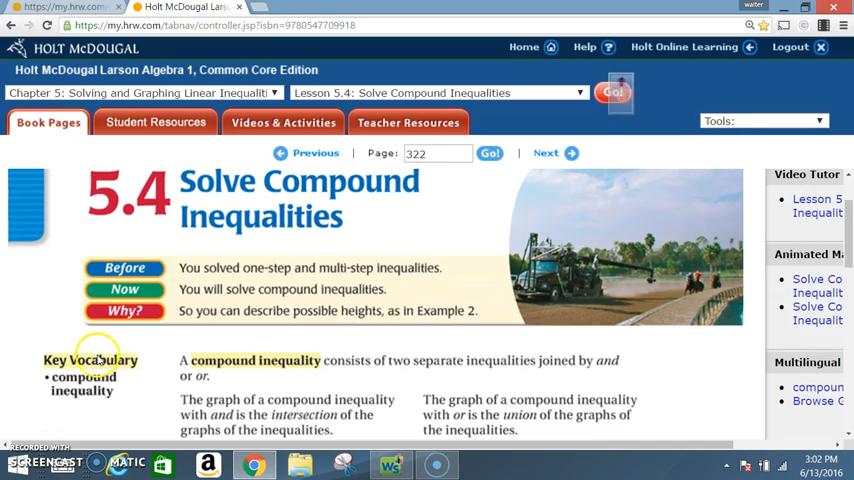 https://my.hrw.com/
Holt McDougal Larso
walter
https://my.hrw.com/tabnav/controller.jsp?isbn=9780547709918
HOLT McDOUGAL
Home
Help ?
Holt Online Learning
Logout X
Holt McDougal Larson Algebra 1, Common Core Edition
Chapter 5: Solving and Graphing Linear Inequaliti
Lesson 5.4: Solve Compound Inequalities
Go!
Book Pages
Student Resources
Videos & Activities
Teacher Resources
Tools:
Previous | Page: 322 Go! | Next
5.4 Solve Compound
Inequalities
Before You solved one-step and multi-step inequalities.
Now You will solve compound inequalities.
Why? So you can describe possible heights, as in Example 2.
Key Vocabulary
• compound
inequality
A compound inequality consists of two separate inequalities joined by and
or or.
The graph of a compound inequality
with and is the intersection of the
graphs of the inequalities.
The graph of a compound inequality
with or is the union of the graphs of
the inequalities.
Video Tutor
Lesson 5
Inequalit
Animated Ma
Solve Co
Inequalit
Solve Co
Inequalit
Multilingual
compoun
Browse G
RECORDED WITH
SCREENCAST MATIC
3:02 PM
6/13/2016